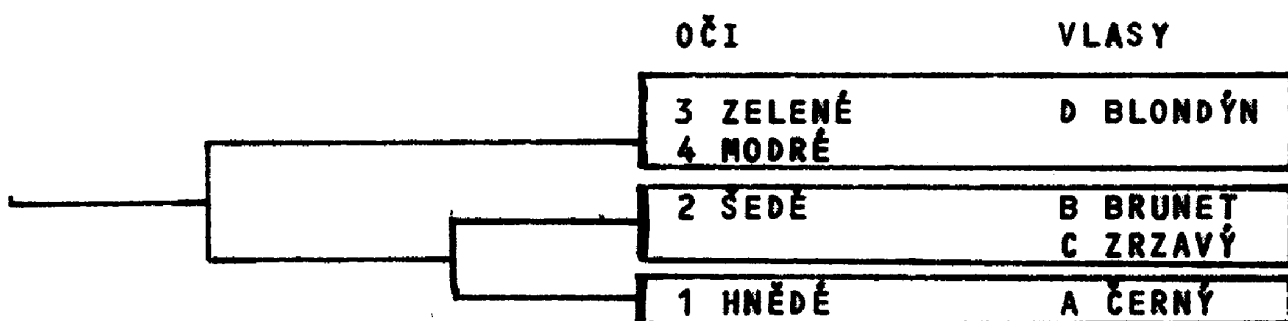 OČI VLASY
3 ZELENÉ D BLONDÝN
4 MODRÉ
2 ŠEDÉ B BRUNET
C ZRZAVÝ
1 HNĚDÉ A ČERNÝ